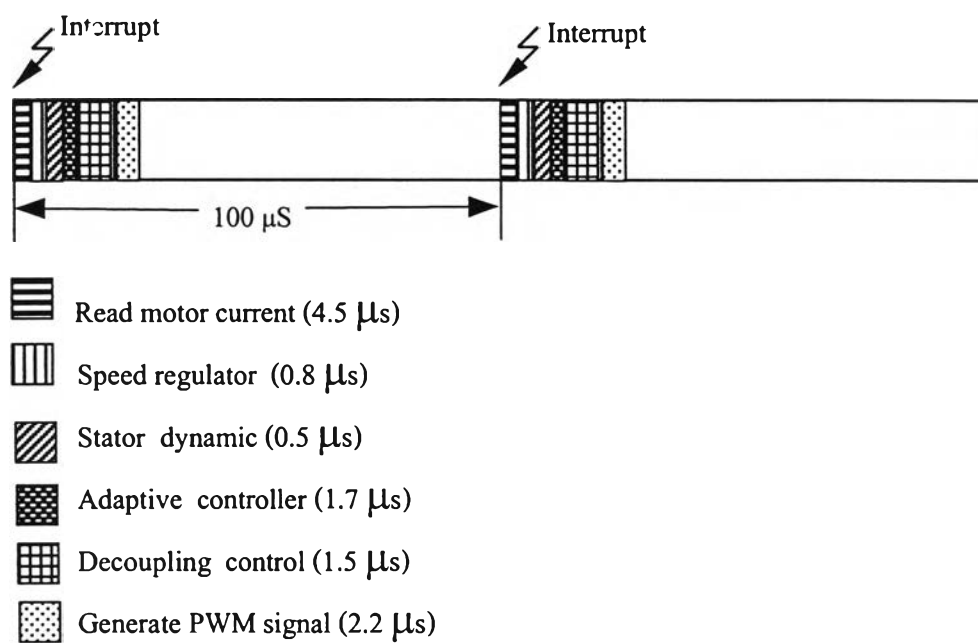 Interrupt
Interrupt
100 μS
Read motor current (4.5 μs)
Speed regulator (0.8 μs)
Stator dynamic (0.5 μs)
Adaptive controller (1.7 μs)
Decoupling control (1.5 μs)
Generate PWM signal (2.2 μs)